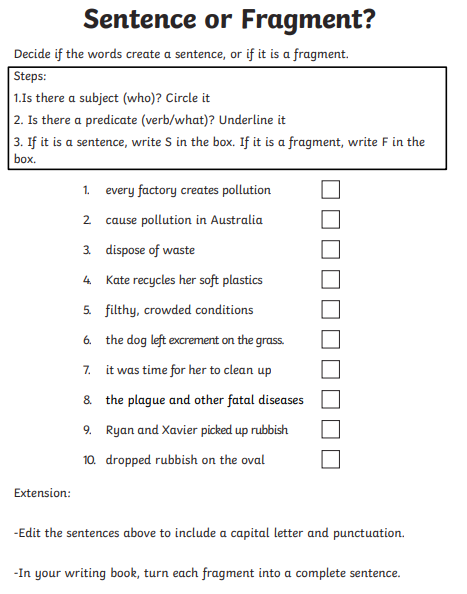 Sentence or Fragment?
Decide if the words create a sentence, or if it is a fragment.
Steps:
1.Is there a subject (who)? Circle it
2. Is there a predicate (verb/what)? Underline it
3. If it is a sentence, write S in the box. If it is a fragment, write F in the
box.
1. every factory creates pollution
2. cause pollution in Australia
3. dispose of waste
4. Kate recycles her soft plastics
5. filthy, crowded conditions
6. the dog left excrement on the grass.
7. it was time for her to clean up
8. the plague and other fatal diseases
9. Ryan and Xavier picked up rubbish
10. dropped rubbish on the oval
Extension:
-Edit the sentences above to include a capital letter and punctuation.
-In your writing book, turn each fragment into a complete sentence.